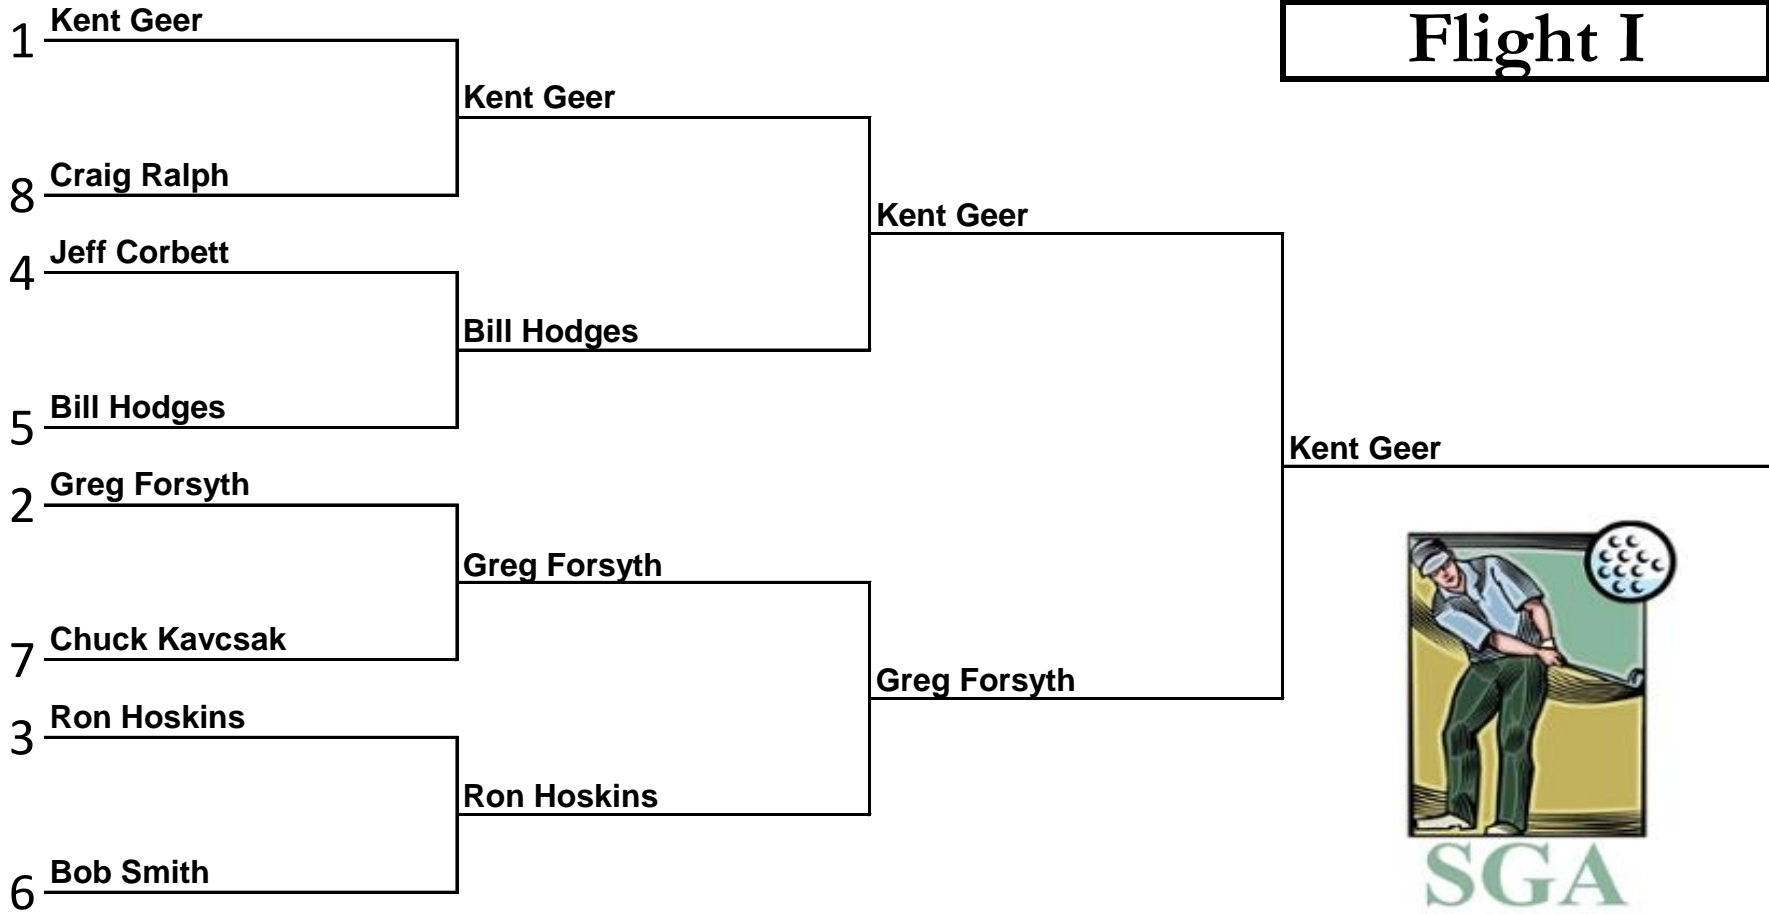 Flight I
1 Kent Geer
Kent Geer
8 Craig Ralph
Kent Geer
4 Jeff Corbett
Bill Hodges
5 Bill Hodges
Kent Geer
2 Greg Forsyth
Greg Forsyth
7 Chuck Kavcsak
Greg Forsyth
3 Ron Hoskins
Ron Hoskins
6 Bob Smith
SGA